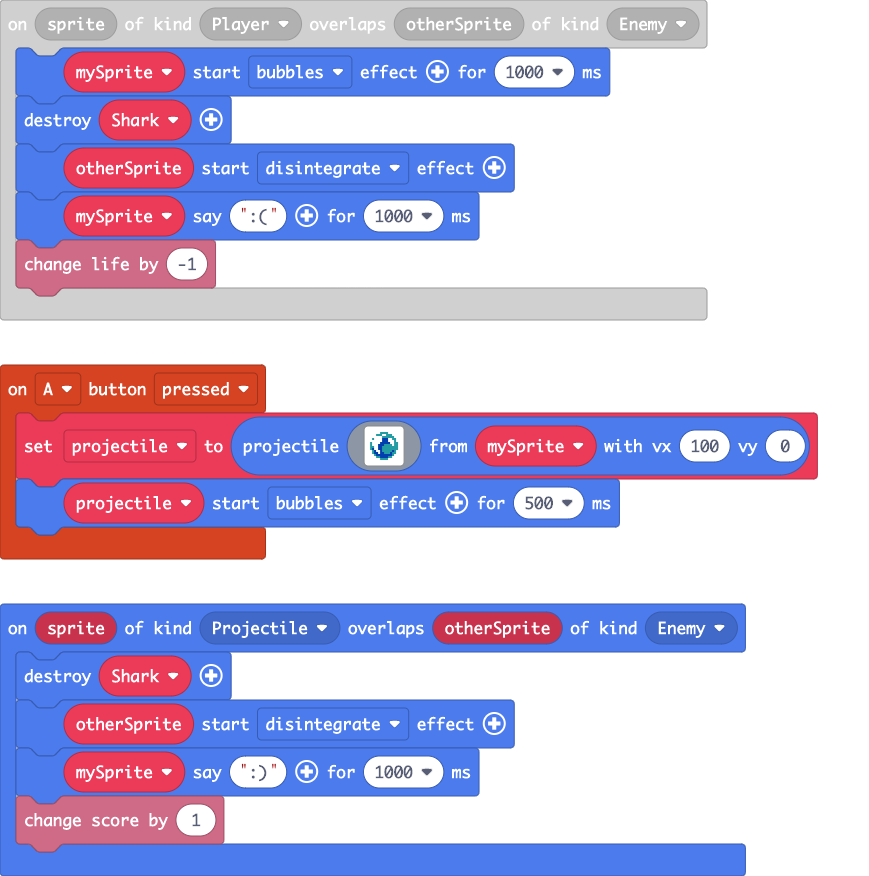 on sprite of kind Player overlaps otherSprite of kind Enemy
mySprite start bubbles effect for 1000 ms
destroy Shark
otherSprite start disintegrate effect
mySprite say ":(" for 1000 ms
change life by -1
on A button pressed
set projectile to projectile from mySprite with vx 100 vy 0
projectile start bubbles effect for 500 ms
on sprite of kind Projectile overlaps otherSprite of kind Enemy
destroy Shark
otherSprite start disintegrate effect
mySprite say ":)" for 1000 ms
change score by 1